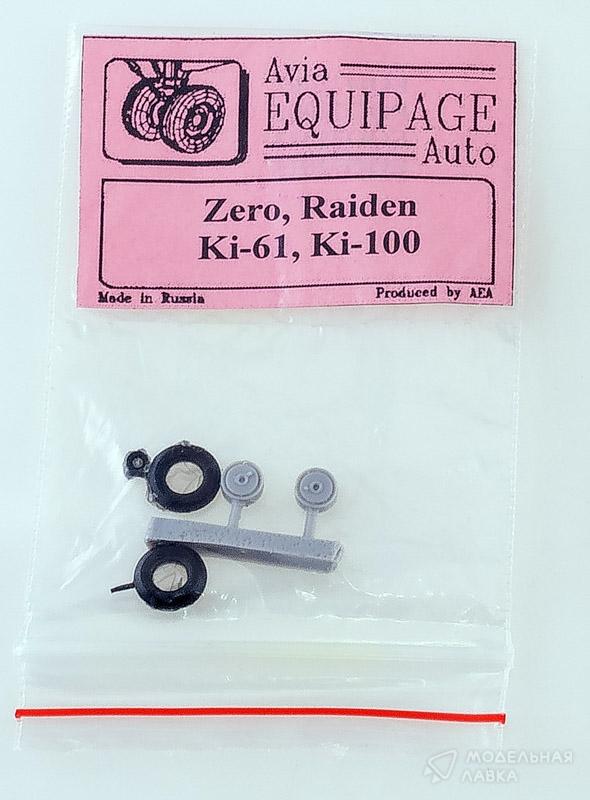 Avia
EQUIPAGE
Auto
Zero, Raiden
Ki-61, Ki-100
Made in Russia
Produced by AEA
МОДЕЛЬНАЯ
ЛАВКА